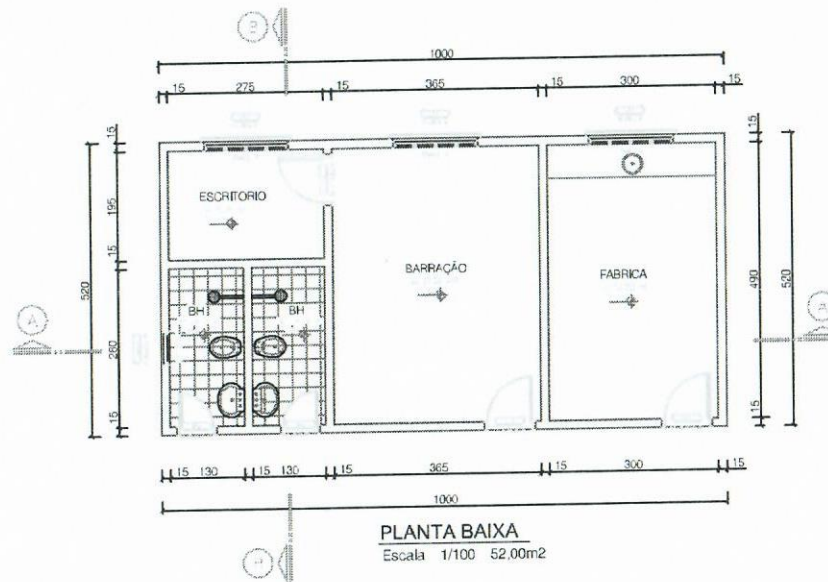 B
1000
15 275 15 365 15 300 15
15 195 15 280 15
520
15 490 15
520
ESCRITORIO
BARRAÇÃO
FABRICA
BH BH
A
A
15 130 15 130 15 365 15 300 15
1000
PLANTA BAIXA
Escala 1/100 52,00m2